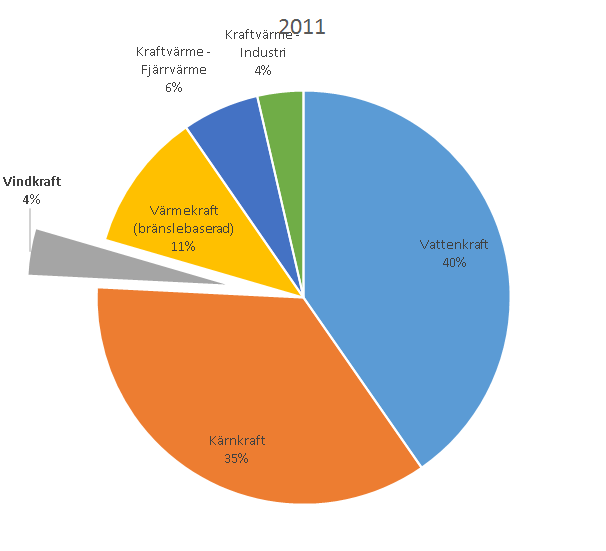 2011
Kraftvärme -
Industri
4%
Kraftvärme -
Fjärrvärme
6%
Vindkraft
4%
Värmekraft
(bränslebaserad)
11%
Vattenkraft
40%
Kärnkraft
35%